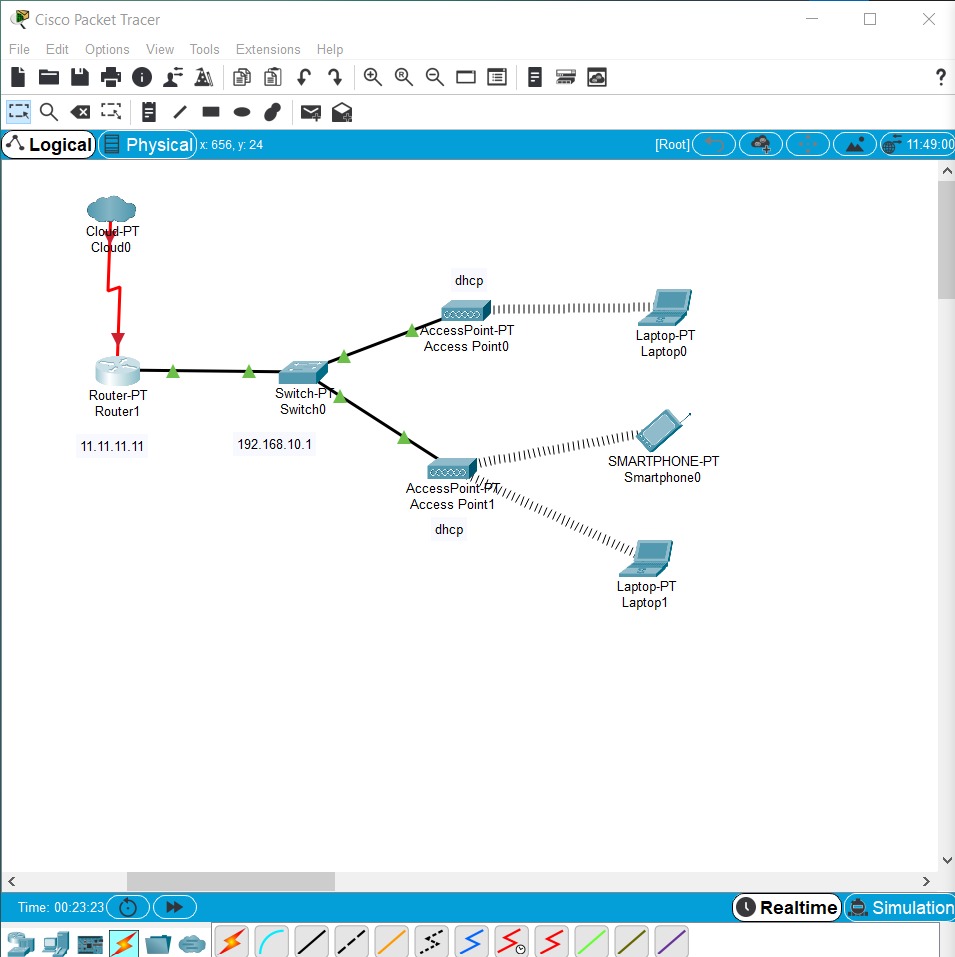 Cisco Packet Tracer
File Edit Options View Tools Extensions Help
R
?
Logical Physical x: 656, y: 24 [Root] 11:49:00
Cloud-PT
Cloud0
dhcp
AccessPoint-PT
Access Point0
Laptop-PT
Laptop0
Router-PT
Router1
Switch-PT
Switch0
11.11.11.11
192.168.10.1
SMARTPHONE-PT
Smartphone0
AccessPoint-PT
Access Point1
dhcp
Laptop-PT
Laptop1
Time: 00:23:23 Realtime Simulation